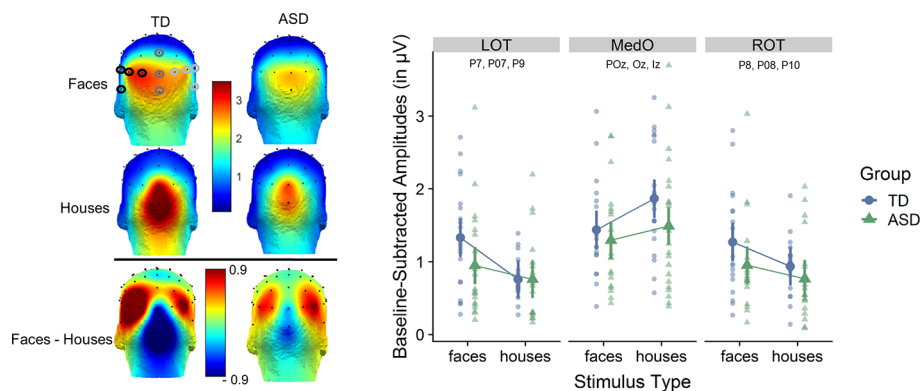 TD
ASD
Faces
Houses
Faces - Houses
3
2
1
0.9
- 0.9
Baseline-Subtracted Amplitudes (in μV)
3
2
1
0
LOT
MedO
ROT
P7, P07, P9
POz, Oz, Iz
P8, P08, P10
faces
houses
faces
houses
faces
houses
Stimulus Type
Group
TD
ASD